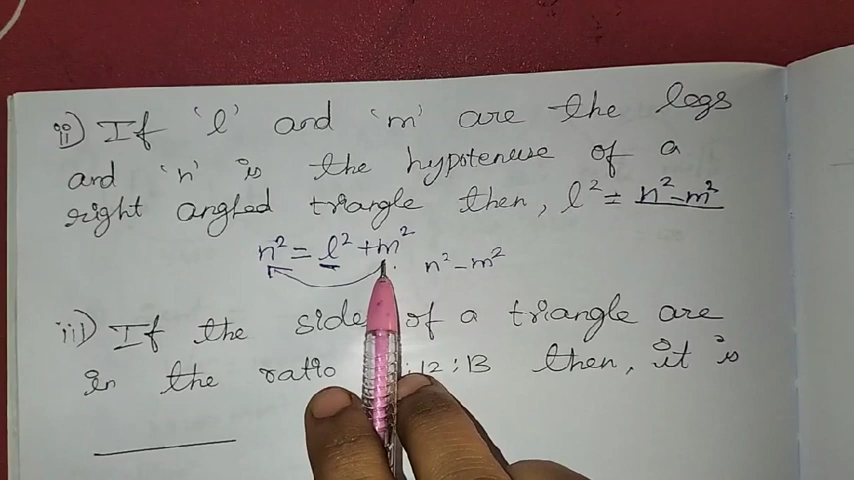 ii) If 'l' and 'm' are the legs
and 'n' is the hypotenuse of a
right angled triangle then, l² = n²-m²
n² = l² + m² n² - m²
iii) If the side of a triangle are
in the ratio :12:13 then, it is